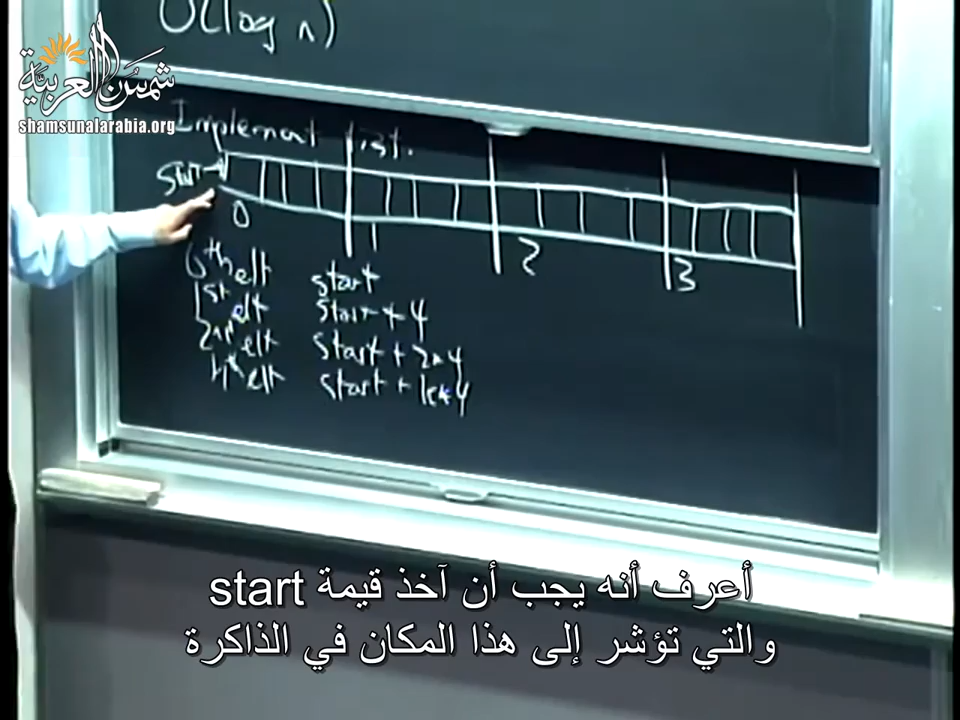 O(log n)
شمس العربية
shamsunalarabia.org
Implement list.
start →
0 1 2 3
0th elt start
1st elt start + 4
2nd elt start + 2*4
kth elt start + k*4
أعرف أنه يجب أن آخذ قيمة start
والتي تؤشر إلى هذا المكان في الذاكرة